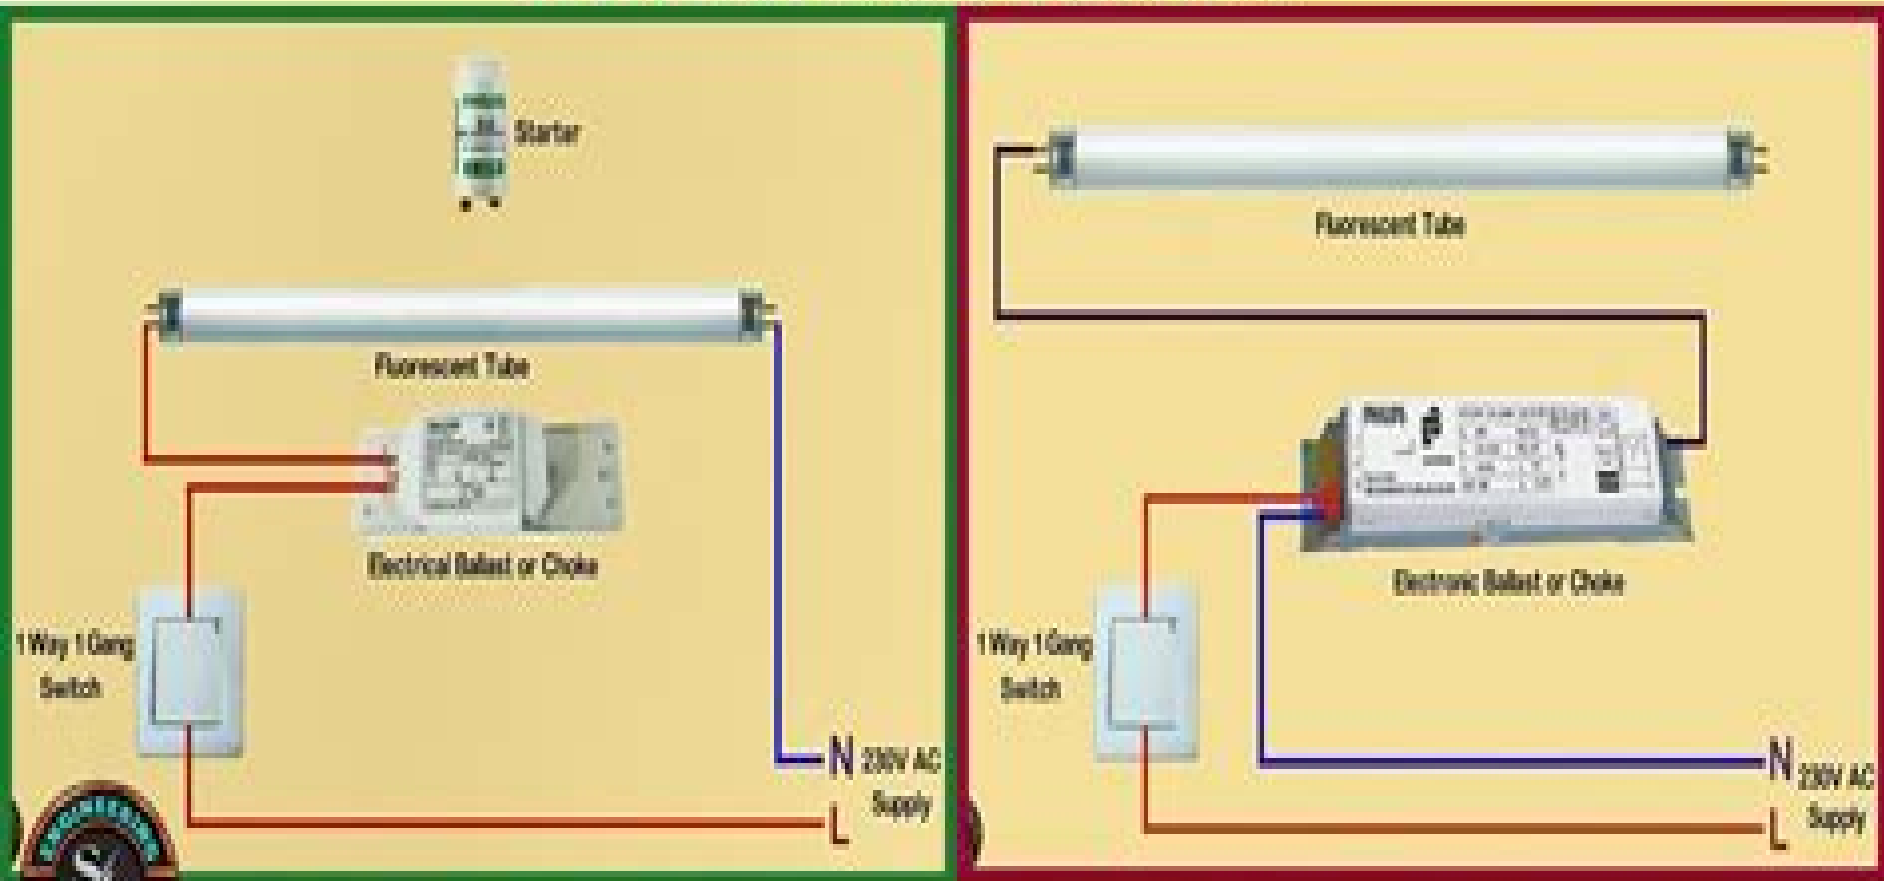 Starter
Fluorescent Tube
Electrical Ballast or Choke
1 Way 1 Gang
Switch
N 230V AC
Supply
L
ENGINEERING
Fluorescent Tube
Electronic Ballast or Choke
1 Way 1 Gang
Switch
N 230V AC
Supply
L